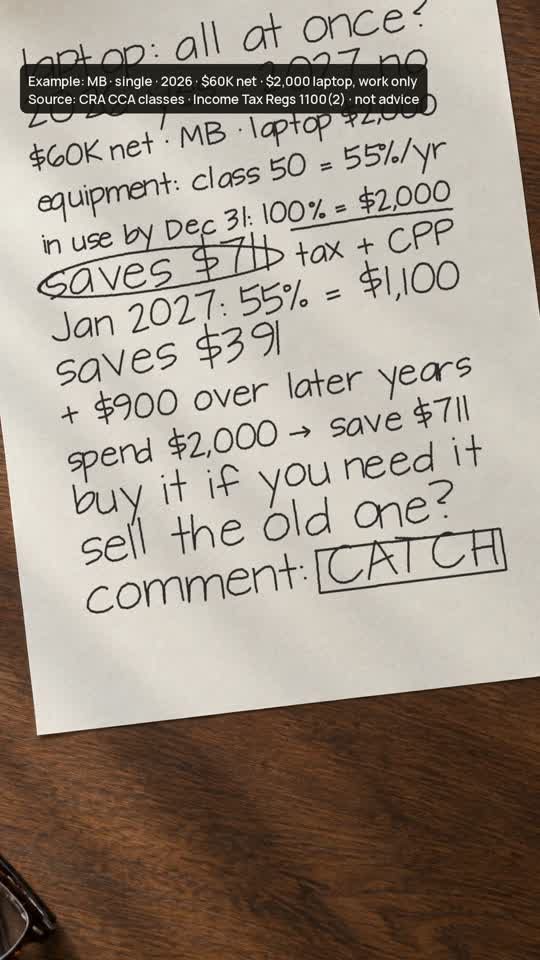 laptop: all at once?
Example: MB · single · 2026 · $60K net · $2,000 laptop, work only
Source: CRA CCA classes · Income Tax Regs 1100(2) · not advice
2027 no
$60K net · MB · laptop $2,000
equipment: class 50 = 55%/yr
in use by Dec 31: 100% = $2,000
saves $711 tax + CPP
Jan 2027: 55% = $1,100
saves $391
+ $900 over later years
spend $2,000 → save $711
buy it if you need it
sell the old one?
comment: CATCH